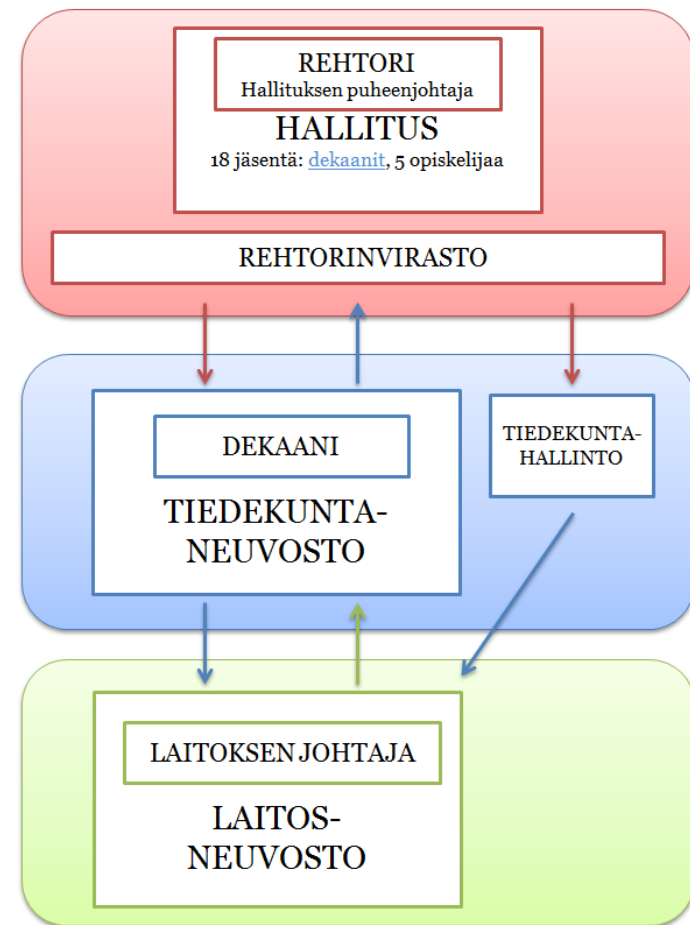 REHTORI
Hallituksen puheenjohtaja
HALLITUS
18 jäsentä: dekaanit, 5 opiskelijaa
REHTORINVIRASTO
DEKAANI
TIEDEKUNTA-
NEUVOSTO
TIEDEKUNTA-
HALLINTO
LAITOKSEN JOHTAJA
LAITOS-
NEUVOSTO